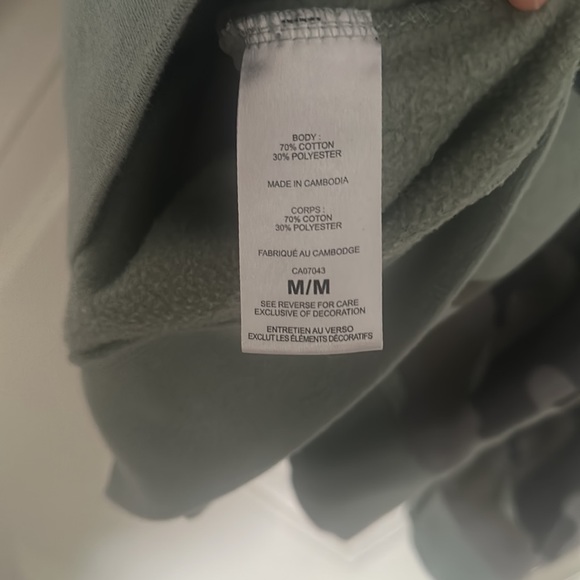 BODY :
70% COTTON
30% POLYESTER
MADE IN CAMBODIA
CORPS :
70% COTON
30% POLYESTER
FABRIQUÉ AU CAMBODGE
CA07043
M/M
SEE REVERSE FOR CARE
EXCLUSIVE OF DECORATION
ENTRETIEN AU VERSO
EXCLUT LES ÉLÉMENTS DÉCORATIFS